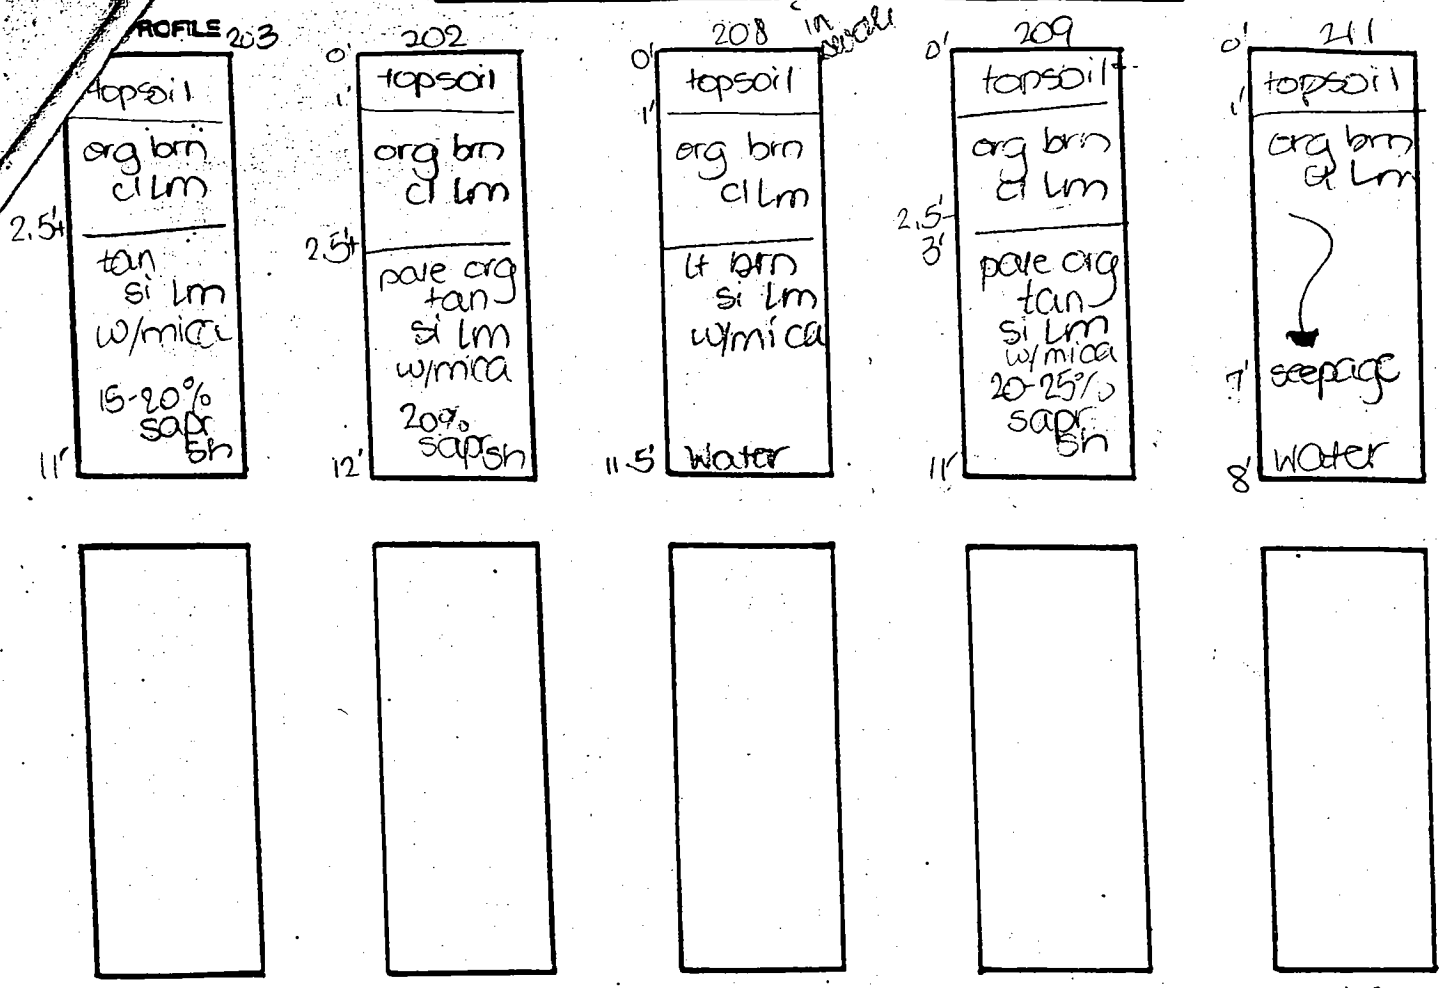 PROFILE 203
topsoil
org brn
cl Lm
2.5'+
tan
si Lm
w/mica
15-20%
sapr
sh
11'
202
0'
topsoil
1'
org brn
cl Lm
2.5'+
pale org
tan
si Lm
w/mica
20%
sapr sh
12'
208 in
swale
0'
topsoil
1'
org brn
cl Lm
Lt brn
si Lm
w/mica
11.5' Water
209
0'
topsoil
org brn
cl Lm
2.5'-
3'
pale org
tan
si Lm
w/mica
20-25%
sapr
sh
11'
211
0'
topsoil
1'
org brn
cl Lm
7' seepage
8' water